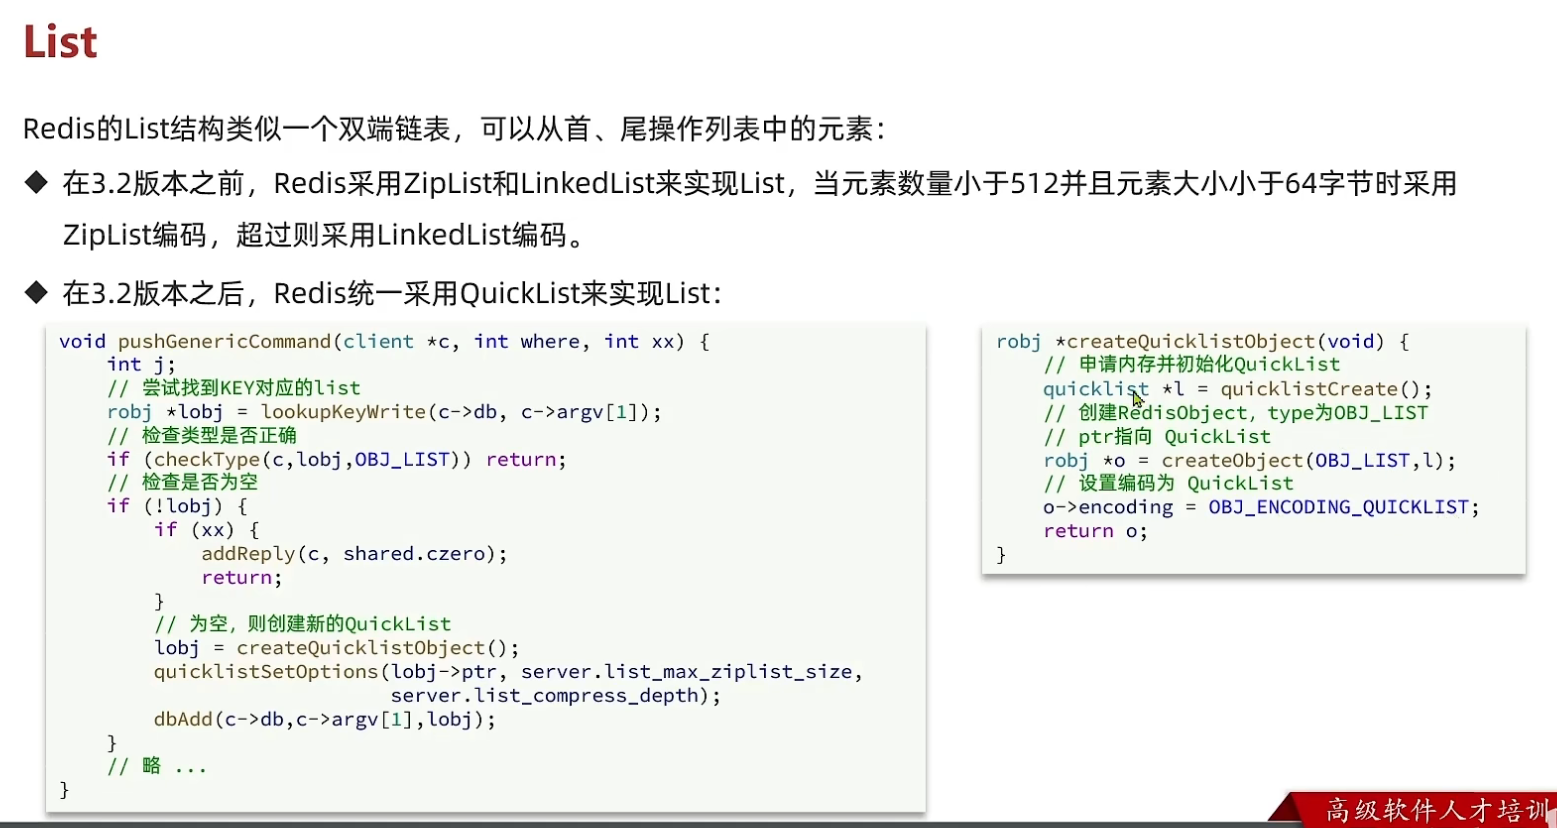 List
Redis的List结构类似一个双端链表，可以从首、尾操作列表中的元素：
◆ 在3.2版本之前，Redis采用ZipList和LinkedList来实现List，当元素数量小于512并且元素大小小于64字节时采用
ZipList编码，超过则采用LinkedList编码。
◆ 在3.2版本之后，Redis统一采用QuickList来实现List：
void pushGenericCommand(client *c, int where, int xx) {
    int j;
    // 尝试找到KEY对应的list
    robj *lobj = lookupKeyWrite(c->db, c->argv[1]);
    // 检查类型是否正确
    if (checkType(c,lobj,OBJ_LIST)) return;
    // 检查是否为空
    if (!lobj) {
        if (xx) {
            addReply(c, shared.czero);
            return;
        }
        // 为空，则创建新的QuickList
        lobj = createQuicklistObject();
        quicklistSetOptions(lobj->ptr, server.list_max_ziplist_size,
                            server.list_compress_depth);
        dbAdd(c->db,c->argv[1],lobj);
    }
    // 略 ...
}
robj *createQuicklistObject(void) {
    // 申请内存并初始化QuickList
    quicklist *l = quicklistCreate();
    // 创建RedisObject，type为OBJ_LIST
    // ptr指向 QuickList
    robj *o = createObject(OBJ_LIST,l);
    // 设置编码为 QuickList
    o->encoding = OBJ_ENCODING_QUICKLIST;
    return o;
}
高级软件人才培训